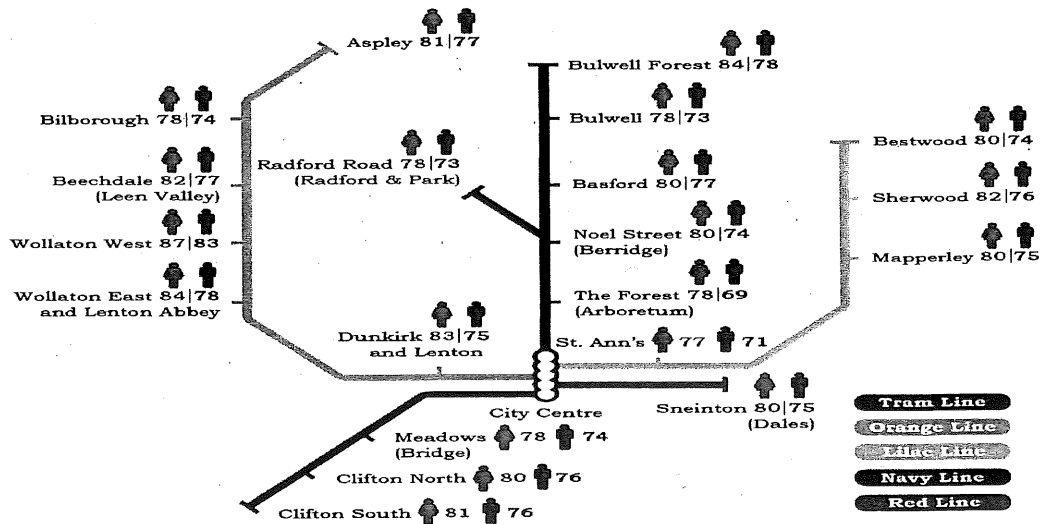 Aspley 81|77
Bulwell Forest 84|78
Bilborough 78|74
Bulwell 78|73
Bestwood 80|74
Radford Road 78|73
(Radford & Park)
Beechdale 82|77
(Leen Valley)
Basford 80|77
Sherwood 82|76
Wollaton West 87|83
Noel Street 80|74
(Berridge)
Mapperley 80|75
Wollaton East 84|78
and Lenton Abbey
The Forest 78|69
(Arboretum)
Dunkirk 83|75
and Lenton
St. Ann's 77 71
City Centre
Sneinton 80|75
(Dales)
Meadows 78 74
(Bridge)
Clifton North 80 76
Clifton South 81 76
Tram Line
Orange Line
Lilac Line
Navy Line
Red Line